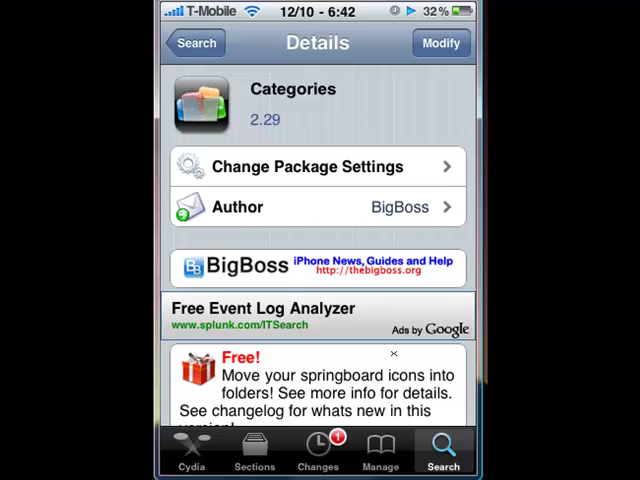 T-Mobile 12/10 - 6:42 32%
Search Details Modify
Categories
2.29
Change Package Settings
Author BigBoss
BB BigBoss iPhone News, Guides and Help
http://thebigboss.org
Free Event Log Analyzer
www.splunk.com/ITSearch
Ads by Google
Free!
Move your springboard icons into
folders! See more info for details.
See changelog for whats new in this
version!
1
Cydia Sections Changes Manage Search